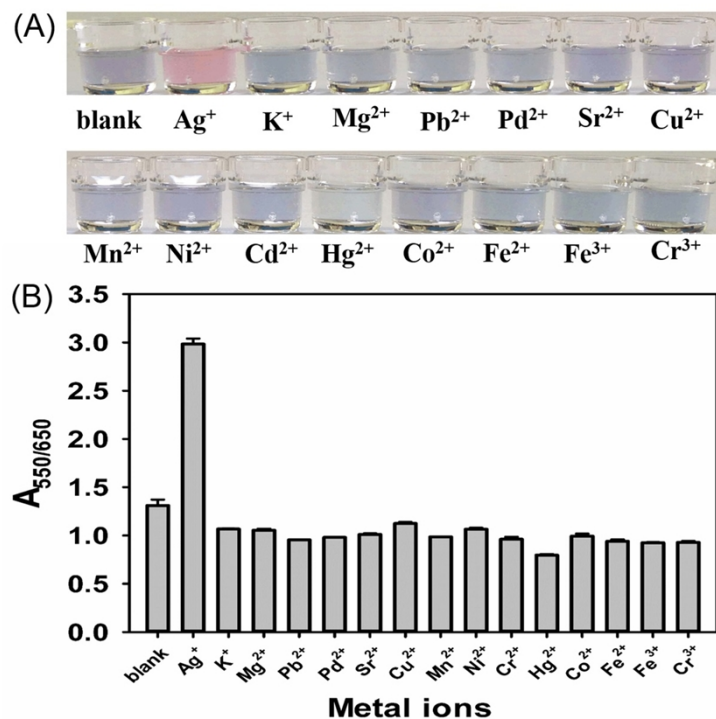 (A)
blank Ag⁺ K⁺ Mg²⁺ Pb²⁺ Pd²⁺ Sr²⁺ Cu²⁺
Mn²⁺ Ni²⁺ Cd²⁺ Hg²⁺ Co²⁺ Fe²⁺ Fe³⁺ Cr³⁺
(B)
3.5
3.0
2.5
2.0
1.5
1.0
0.5
0.0
A550/650
blank Ag⁺ K⁺ Mg²⁺ Pb²⁺ Pd²⁺ Sr²⁺ Cu²⁺ Mn²⁺ Ni²⁺ Cr²⁺ Hg²⁺ Co²⁺ Fe²⁺ Fe³⁺ Cr³⁺
Metal ions